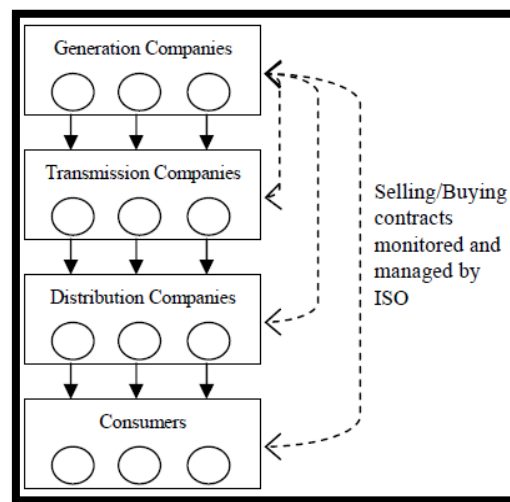 Generation Companies
Transmission Companies
Selling/Buying
contracts
monitored and
managed by
ISO
Distribution Companies
Consumers